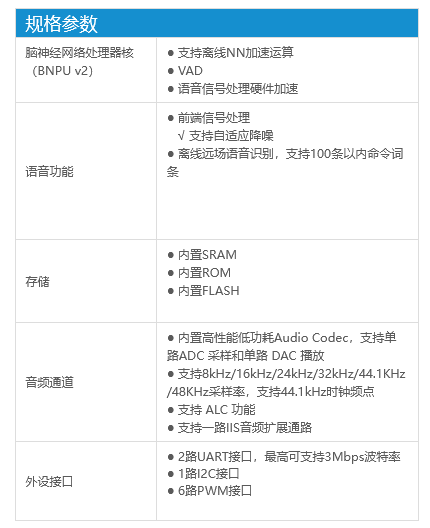 规格参数
脑神经网络处理器核
（BNPU v2）
● 支持离线NN加速运算
● VAD
● 语音信号处理硬件加速
语音功能
● 前端信号处理
√ 支持自适应降噪
● 离线远场语音识别，支持100条以内命令词
条
存储
● 内置SRAM
● 内置ROM
● 内置FLASH
音频通道
● 内置高性能低功耗Audio Codec，支持单
路ADC 采样和单路 DAC 播放
● 支持8kHz/16kHz/24kHz/32kHz/44.1KHz
/48KHz采样率，支持44.1kHz时钟频点
● 支持 ALC 功能
● 支持一路IIS音频扩展通路
外设接口
● 2路UART接口，最高可支持3Mbps波特率
● 1路I2C接口
● 6路PWM接口